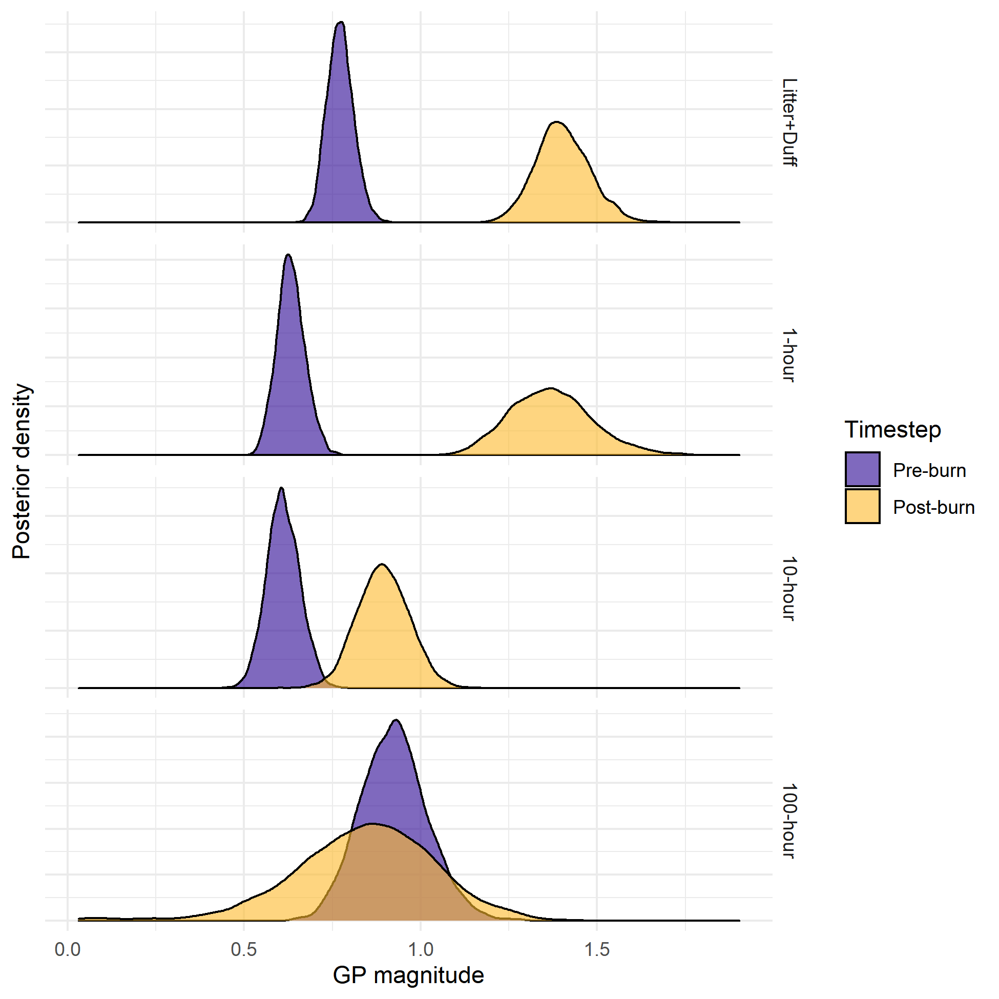 Litter+Duff
1-hour
10-hour
100-hour
Posterior density
0.0
0.5
1.0
1.5
GP magnitude
Timestep
Pre-burn
Post-burn